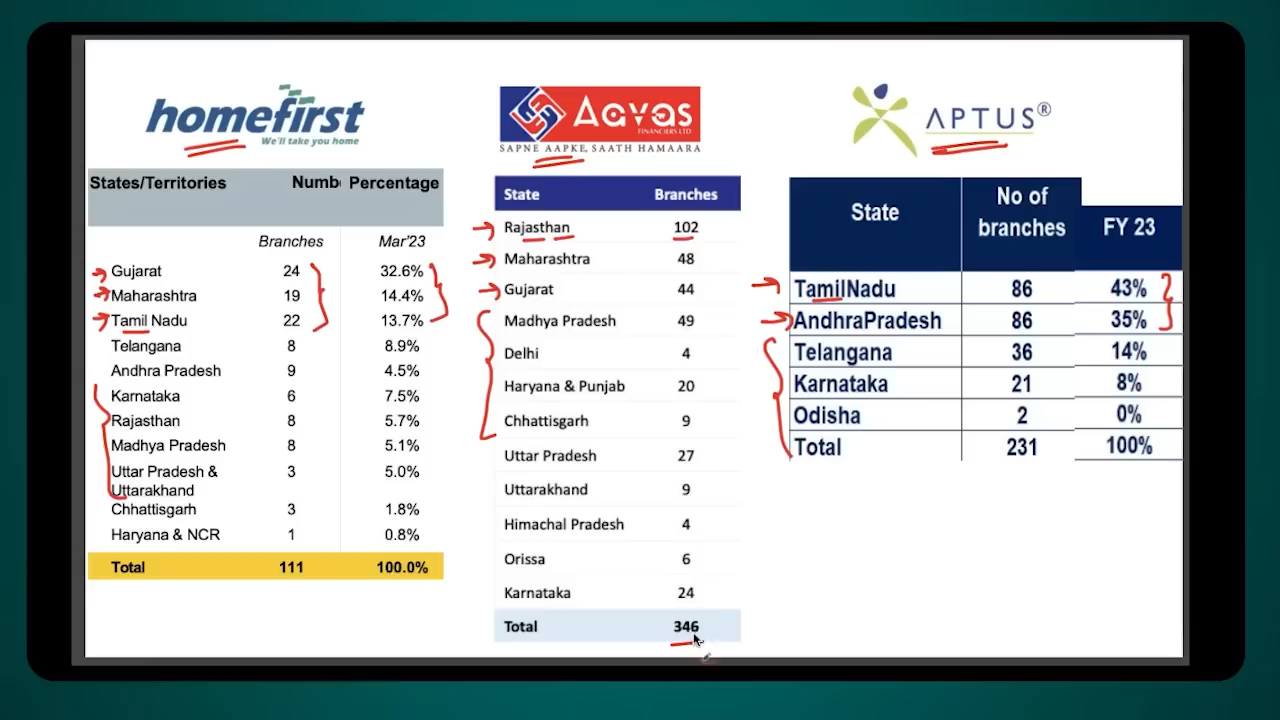 homefirst
We'll take you home
States/Territories Numb Percentage
Branches Mar'23
Gujarat 24 32.6%
Maharashtra 19 14.4%
Tamil Nadu 22 13.7%
Telangana 8 8.9%
Andhra Pradesh 9 4.5%
Karnataka 6 7.5%
Rajasthan 8 5.7%
Madhya Pradesh 8 5.1%
Uttar Pradesh & 3 5.0%
Uttarakhand
Chhattisgarh 3 1.8%
Haryana & NCR 1 0.8%
Total 111 100.0%
Aavas
FINANCIERS LTD
SAPNE AAPKE, SAATH HAMAARA
State Branches
Rajasthan 102
Maharashtra 48
Gujarat 44
Madhya Pradesh 49
Delhi 4
Haryana & Punjab 20
Chhattisgarh 9
Uttar Pradesh 27
Uttarakhand 9
Himachal Pradesh 4
Orissa 6
Karnataka 24
Total 346
APTUS®
State No of branches FY 23
TamilNadu 86 43%
AndhraPradesh 86 35%
Telangana 36 14%
Karnataka 21 8%
Odisha 2 0%
Total 231 100%